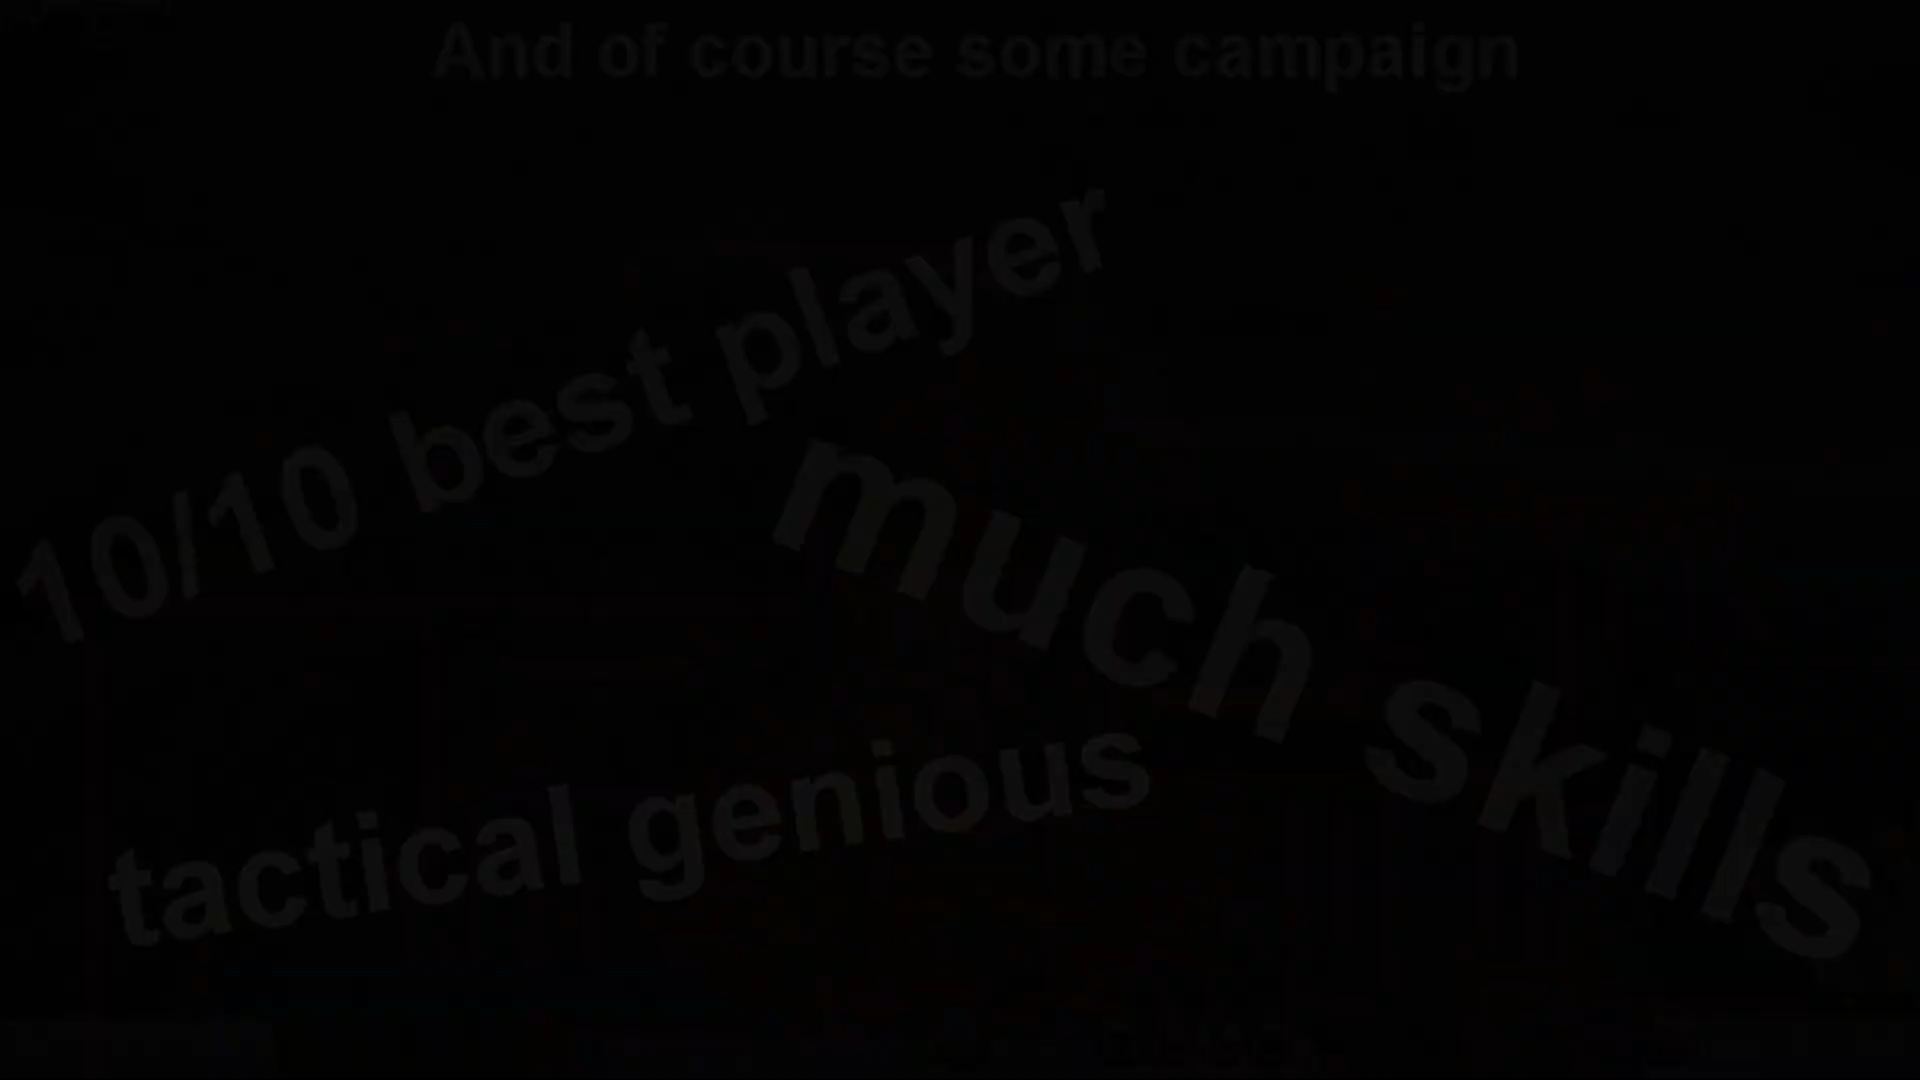 And of course some campaign
10/10 best player
much skills
tactical genious